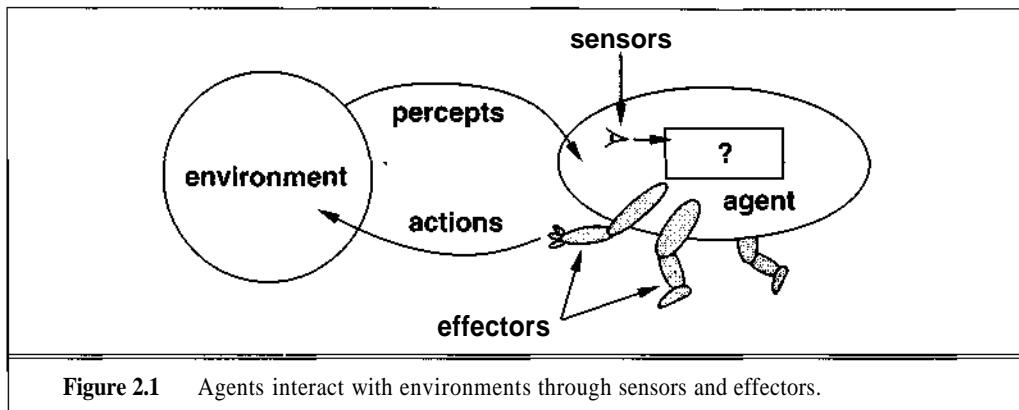 sensors
percepts
?
environment
agent
actions
effectors
Figure 2.1 Agents interact with environments through sensors and effectors.